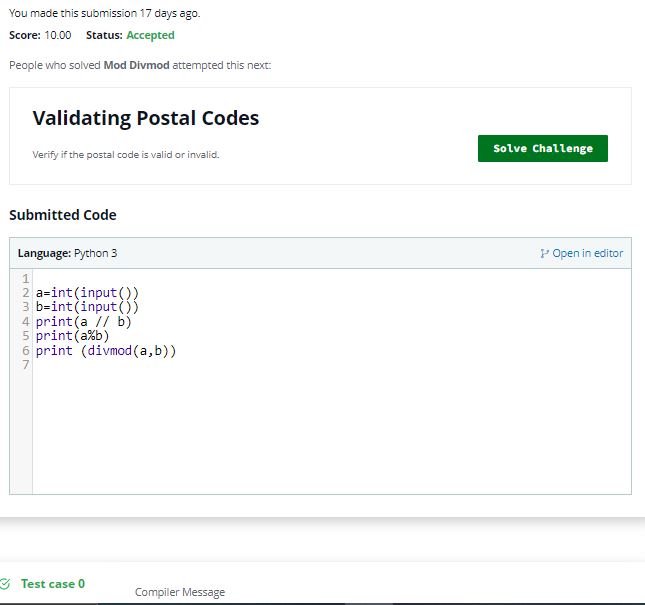 You made this submission 17 days ago.
Score: 10.00 Status: Accepted
People who solved Mod Divmod attempted this next:
Validating Postal Codes
Verify if the postal code is valid or invalid.
Solve Challenge
Submitted Code
Language: Python 3
Open in editor
1
2 a=int(input())
3 b=int(input())
4 print(a // b)
5 print(a%b)
6 print (divmod(a,b))
7
Test case 0
Compiler Message